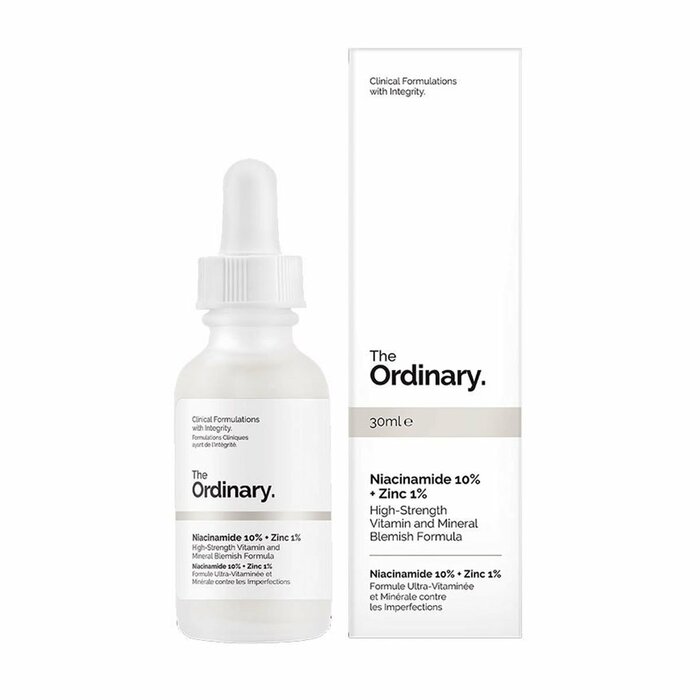 Clinical Formulations
with Integrity.
Formulations Cliniques
ayant de l'intégrité.
The
Ordinary.
Niacinamide 10% + Zinc 1%
High-Strength Vitamin and
Mineral Blemish Formula
Niacinamide 10% + Zinc 1%
Formule Ultra-Vitaminée et
Minérale contre les Imperfections
Clinical Formulations
with Integrity.
The
Ordinary.
30ml e
Niacinamide 10%
+ Zinc 1%
High-Strength
Vitamin and Mineral
Blemish Formula
Niacinamide 10% + Zinc 1%
Formule Ultra-Vitaminée
et Minérale contre
les Imperfections